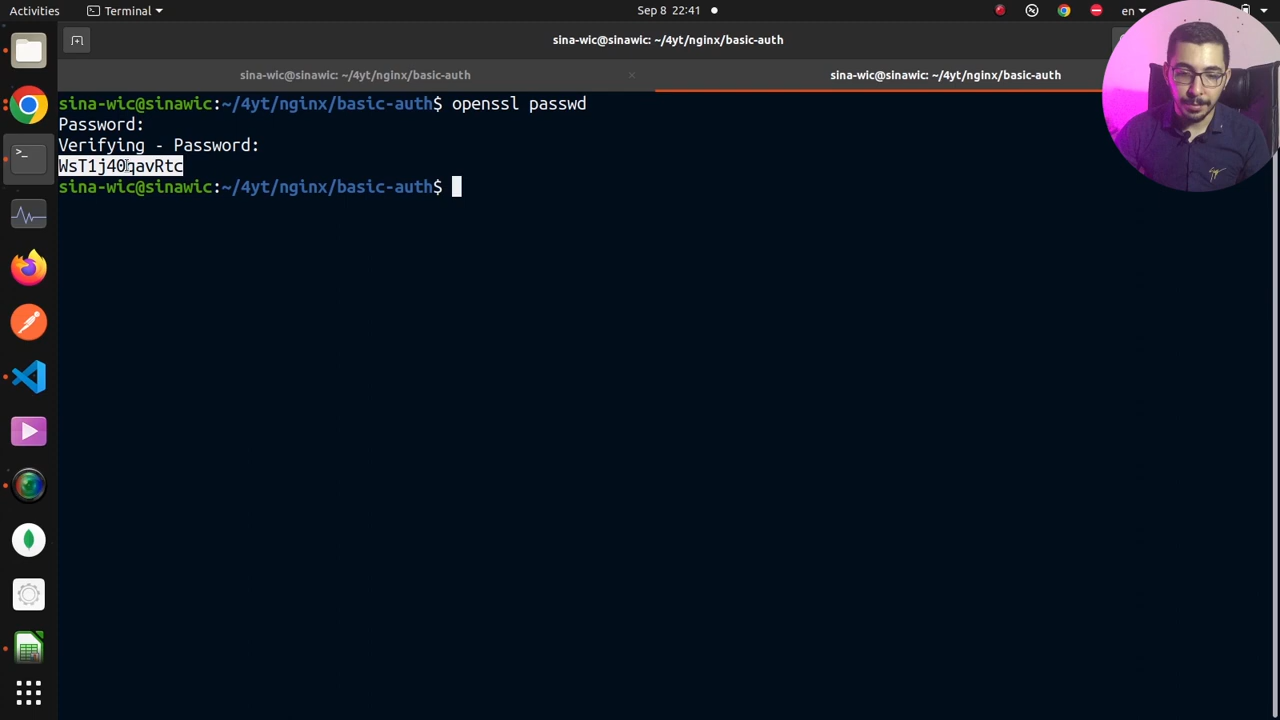 Activities
Terminal
Sep 8 22:41
en
sina-wic@sinawic: ~/4yt/nginx/basic-auth
sina-wic@sinawic: ~/4yt/nginx/basic-auth
sina-wic@sinawic: ~/4yt/nginx/basic-auth
sina-wic@sinawic:~/4yt/nginx/basic-auth$ openssl passwd
Password:
Verifying - Password:
WsT1j40qavRtc
sina-wic@sinawic:~/4yt/nginx/basic-auth$